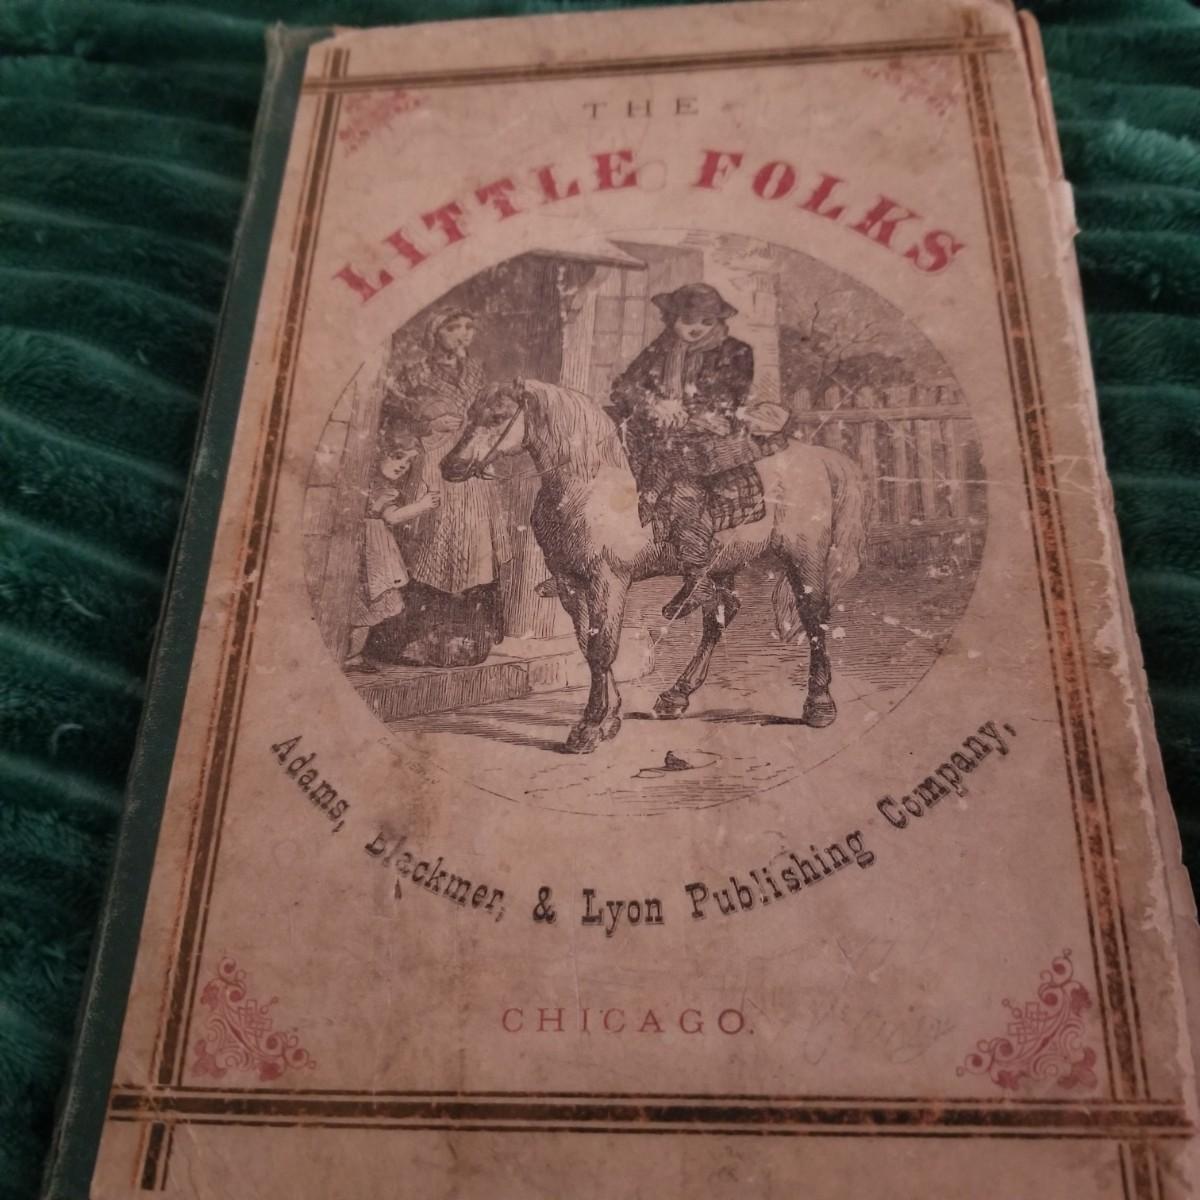 THE
LITTLE FOLKS
Adams, Blackmer, & Lyon Publishing Company,
CHICAGO.